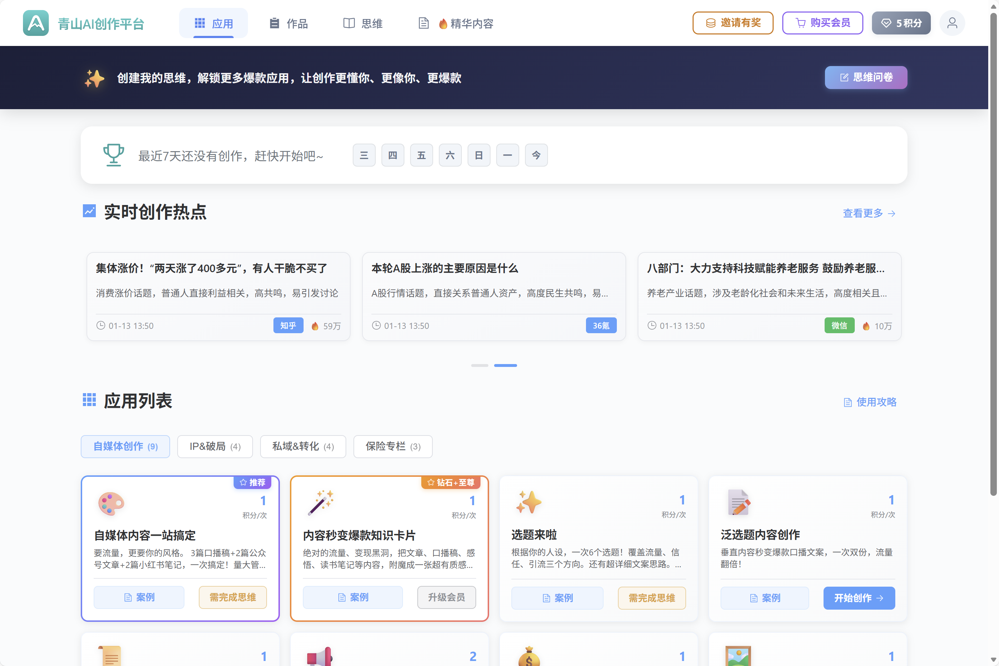 青山AI创作平台
应用
作品
思维
🔥精华内容
邀请有奖
购买会员
5积分
创建我的思维，解锁更多爆款应用，让创作更懂你、更像你、更爆款
思维问卷
最近7天还没有创作，赶快开始吧~
三
四
五
六
日
一
今
实时创作热点
查看更多
集体涨价！“两天涨了400多元”，有人干脆不买了
消费涨价话题，普通人直接利益相关，高共鸣，易引发讨论
01-13 13:50
知乎
🔥 59万
本轮A股上涨的主要原因是什么
A股行情话题，直接关系普通人资产，高度民生共鸣，易...
01-13 13:50
36氪
八部门：大力支持科技赋能养老服务 鼓励养老服...
养老产业话题，涉及老龄化社会和未来生活，高度相关且...
01-13 13:50
微信
🔥 10万
应用列表
使用攻略
自媒体创作 (9)
IP&破局 (4)
私域&转化 (4)
保险专栏 (3)
推荐
1
积分/次
自媒体内容一站搞定
要流量，更要你的风格。 3篇口播稿+2篇公众
号文章+2篇小红书笔记，一次搞定！量大管...
案例
需完成思维
钻石+至尊
1
积分/次
内容秒变爆款知识卡片
绝对的流量、变现黑洞，把文章、口播稿、感
悟、读书笔记等内容，附魔成一张超有质感...
案例
升级会员
1
积分/次
选题来啦
根据你的人设，一次6个选题！覆盖流量、信
任、引流三个方向。还有超详细文案思路。...
案例
需完成思维
1
积分/次
泛选题内容创作
垂直内容秒变爆款口播文案，一次双份，流量
翻倍！
案例
开始创作
1
2
1
1